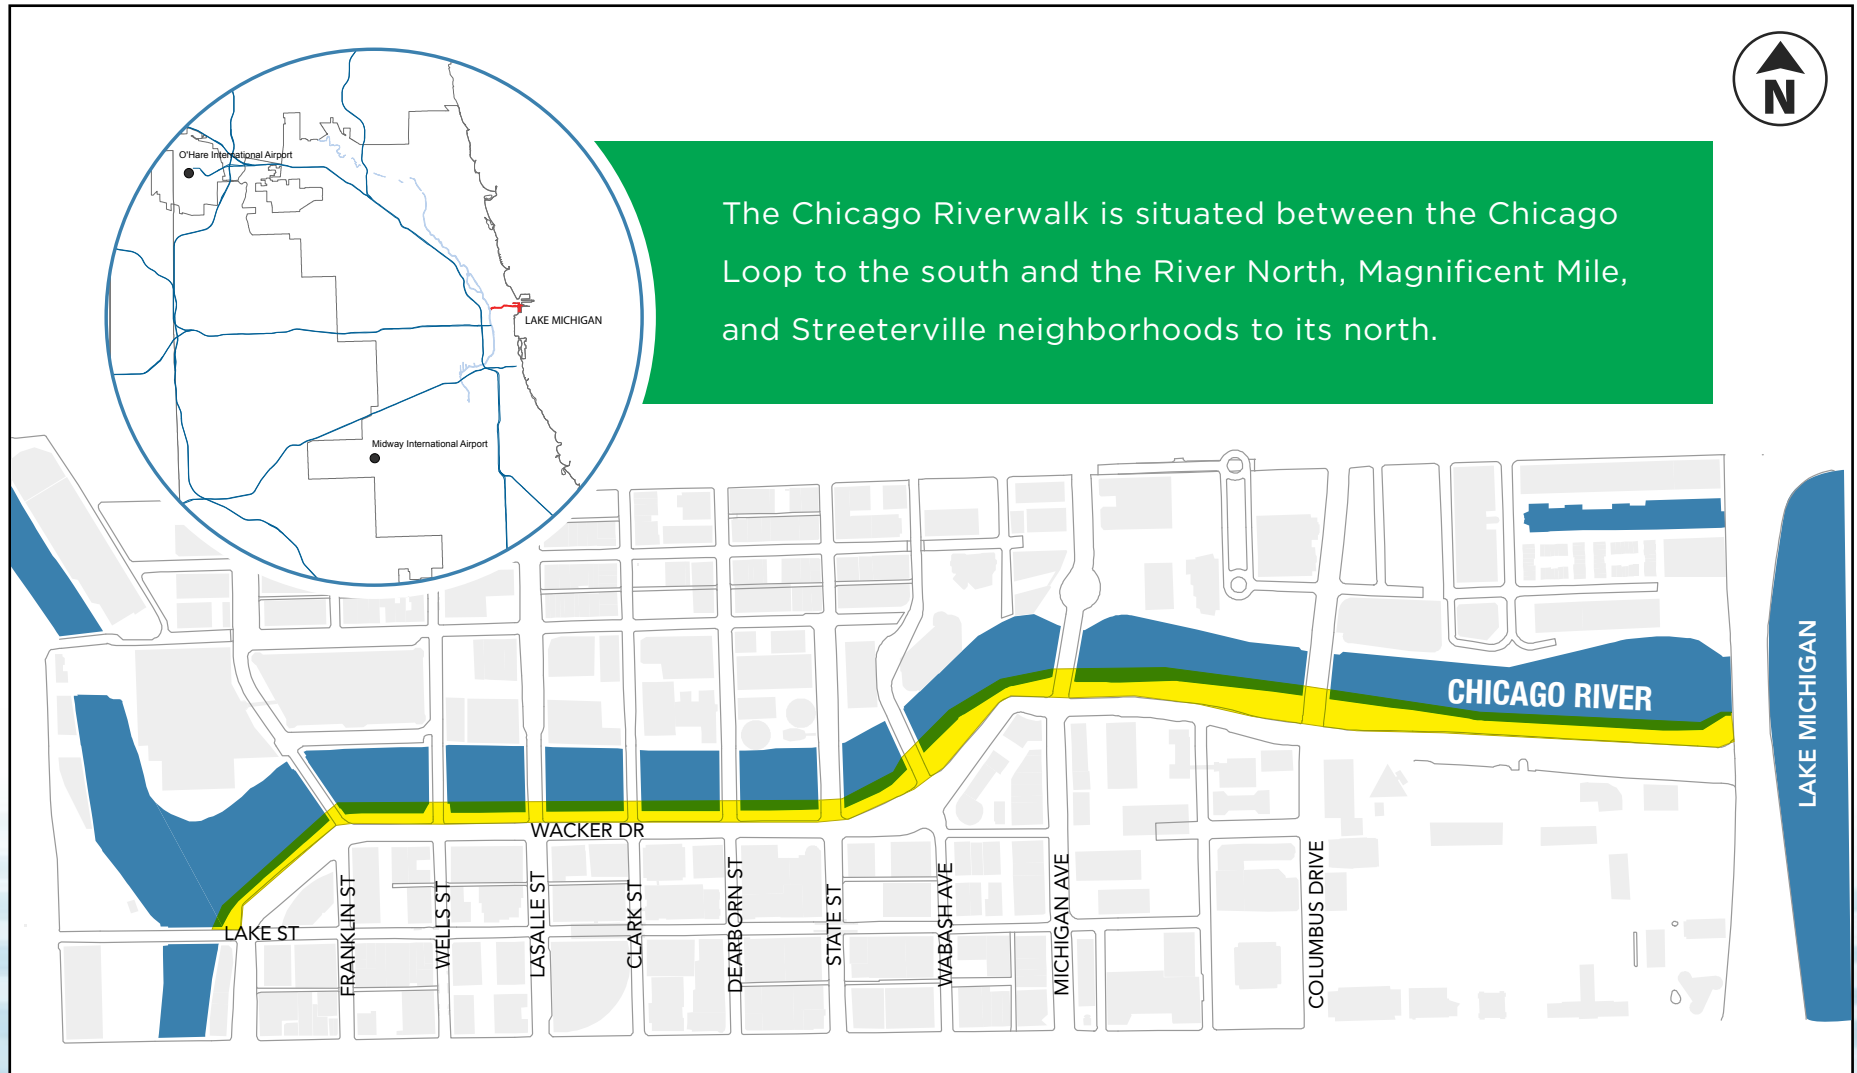 N
O'Hare International Airport
The Chicago Riverwalk is situated between the Chicago
Loop to the south and the River North, Magnificent Mile,
and Streeterville neighborhoods to its north.
LAKE MICHIGAN
Midway International Airport
CHICAGO RIVER
LAKE MICHIGAN
WACKER DR
LAKE ST
FRANKLIN ST
WELLS ST
LASALLE ST
CLARK ST
DEARBORN ST
STATE ST
WABASH AVE
MICHIGAN AVE
COLUMBUS DRIVE